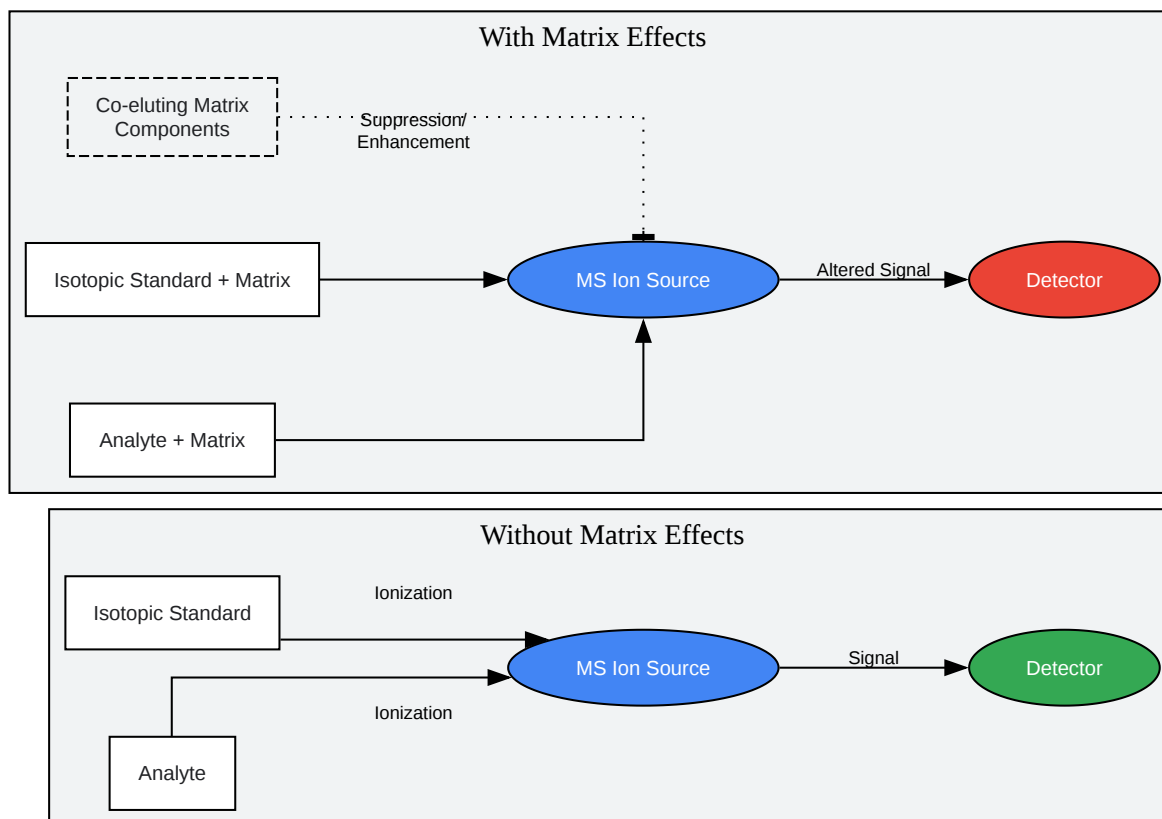 With Matrix Effects
Co-eluting Matrix
Components
Suppression/
Enhancement
Isotopic Standard + Matrix
MS Ion Source
Altered Signal
Detector
Analyte + Matrix
Without Matrix Effects
Isotopic Standard
Ionization
MS Ion Source
Signal
Detector
Ionization
Analyte